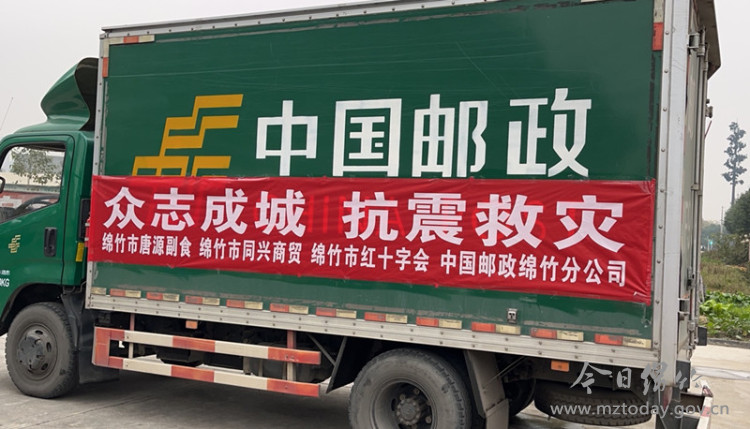 中国邮政
众志成城 抗震救灾
绵竹市唐源副食 绵竹市同兴商贸 绵竹市红十字会 中国邮政绵竹分公司
KG
今日绵竹
www.mztoday.gov.cn